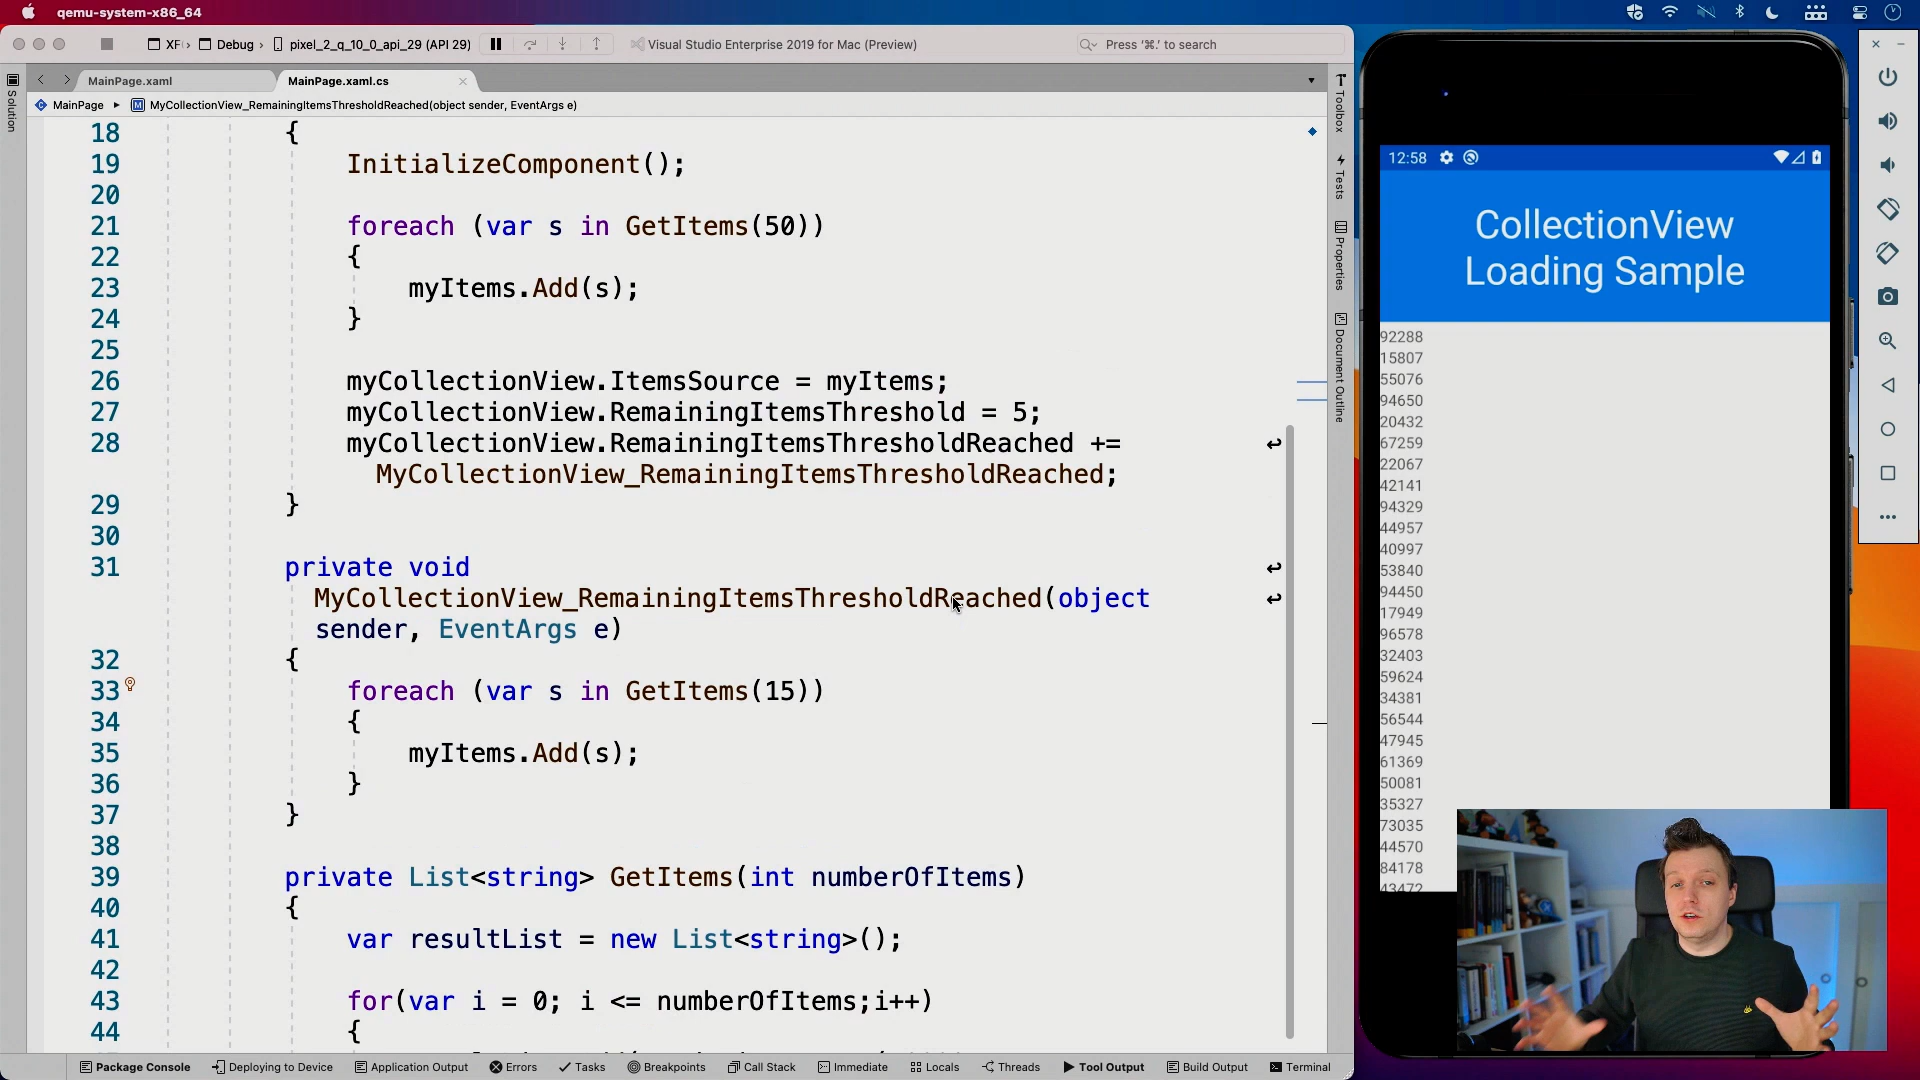 qemu-system-x86_64
XF
Debug
pixel_2_q_10_0_api_29 (API 29)
Visual Studio Enterprise 2019 for Mac (Preview)
Press '⌘.' to search
MainPage.xaml
MainPage.xaml.cs
Solution
MainPage
MyCollectionView_RemainingItemsThresholdReached(object sender, EventArgs e)
18 {
19 InitializeComponent();
20
21 foreach (var s in GetItems(50))
22 {
23 myItems.Add(s);
24 }
25
26 myCollectionView.ItemsSource = myItems;
27 myCollectionView.RemainingItemsThreshold = 5;
28 myCollectionView.RemainingItemsThresholdReached +=
MyCollectionView_RemainingItemsThresholdReached;
29 }
30
31 private void
MyCollectionView_RemainingItemsThresholdReached(object
sender, EventArgs e)
32 {
33 foreach (var s in GetItems(15))
34 {
35 myItems.Add(s);
36 }
37 }
38
39 private List<string> GetItems(int numberOfItems)
40 {
41 var resultList = new List<string>();
42
43 for(var i = 0; i <= numberOfItems;i++)
44 {
Toolbox
Tests
Properties
Document Outline
Package Console
Deploying to Device
Application Output
Errors
Tasks
Breakpoints
Call Stack
Immediate
Locals
Threads
Tool Output
Build Output
Terminal
12:58
CollectionView
Loading Sample
92288
15807
55076
94650
20432
67259
22067
42141
94329
44957
40997
53840
94450
17949
96578
32403
59624
34381
56544
47945
61369
50081
35327
73035
44570
84178
43472